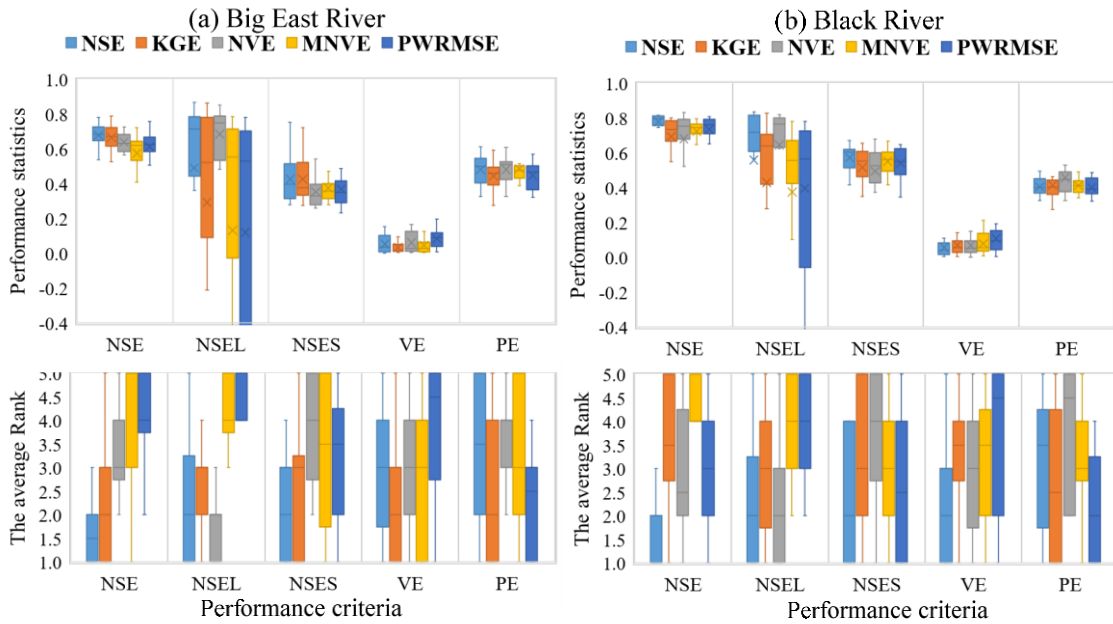 (a) Big East River
NSE KGE NVE MNVE PWRMSE
Performance statistics
1.0
0.8
0.6
0.4
0.2
0.0
-0.2
-0.4
NSE NSEL NSES VE PE
The average Rank
5.0
4.5
4.0
3.5
3.0
2.5
2.0
1.5
1.0
NSE NSEL NSES VE PE
Performance criteria
(b) Black River
NSE KGE NVE MNVE PWRMSE
Performance statistics
1.0
0.8
0.6
0.4
0.2
0.0
-0.2
-0.4
NSE NSEL NSES VE PE
The average Rank
5.0
4.5
4.0
3.5
3.0
2.5
2.0
1.5
1.0
NSE NSEL NSES VE PE
Performance criteria